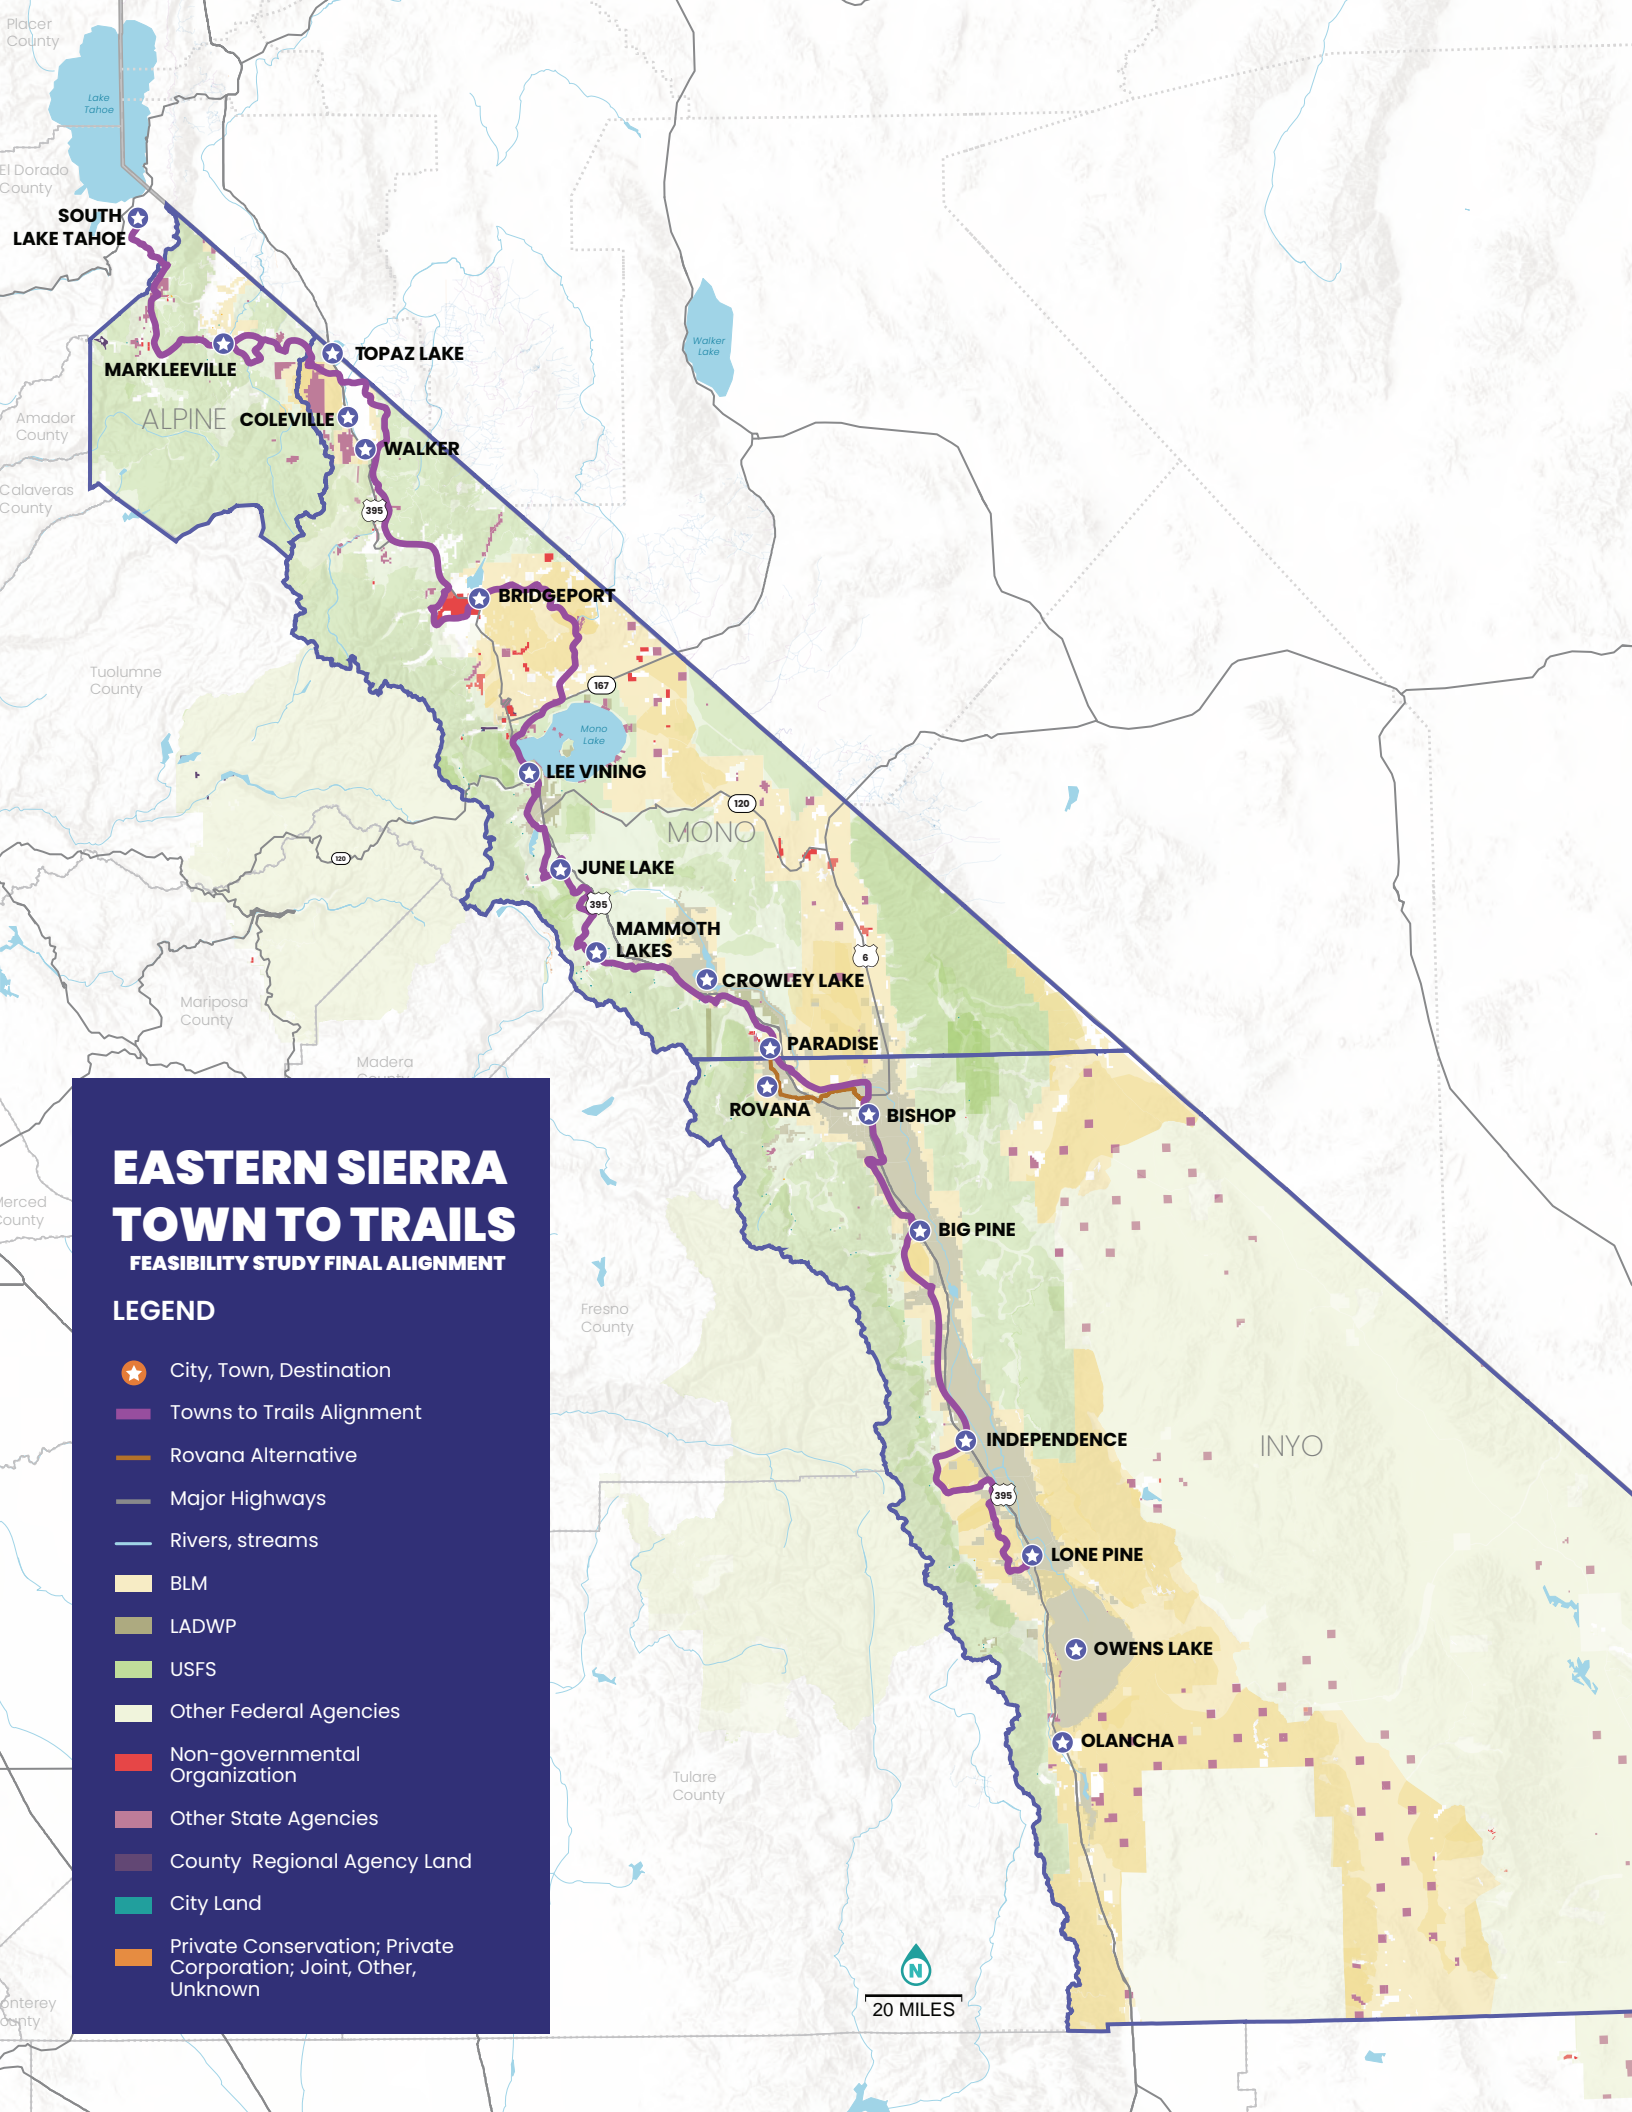 Placer
County
Lake
Tahoe
El Dorado
County
SOUTH
LAKE TAHOE
Walker
Lake
TOPAZ LAKE
MARKLEEVILLE
ALPINE
COLEVILLE
Amador
County
WALKER
Calaveras
County
395
BRIDGEPORT
Tuolumne
County
167
Mono
Lake
LEE VINING
120
MONO
120
JUNE LAKE
395
MAMMOTH
LAKES
6
CROWLEY LAKE
Mariposa
County
PARADISE
Madera
County
ROVANA
BISHOP
EASTERN SIERRA
TOWN TO TRAILS
FEASIBILITY STUDY FINAL ALIGNMENT
LEGEND
City, Town, Destination
Towns to Trails Alignment
Rovana Alternative
Major Highways
Rivers, streams
BLM
LADWP
USFS
Other Federal Agencies
Non-governmental
Organization
Other State Agencies
County Regional Agency Land
City Land
Private Conservation; Private
Corporation; Joint, Other,
Unknown
erced
ounty
BIG PINE
Fresno
County
INDEPENDENCE
INYO
395
LONE PINE
OWENS LAKE
OLANCHA
Tulare
County
N
20 MILES
onterey
ounty